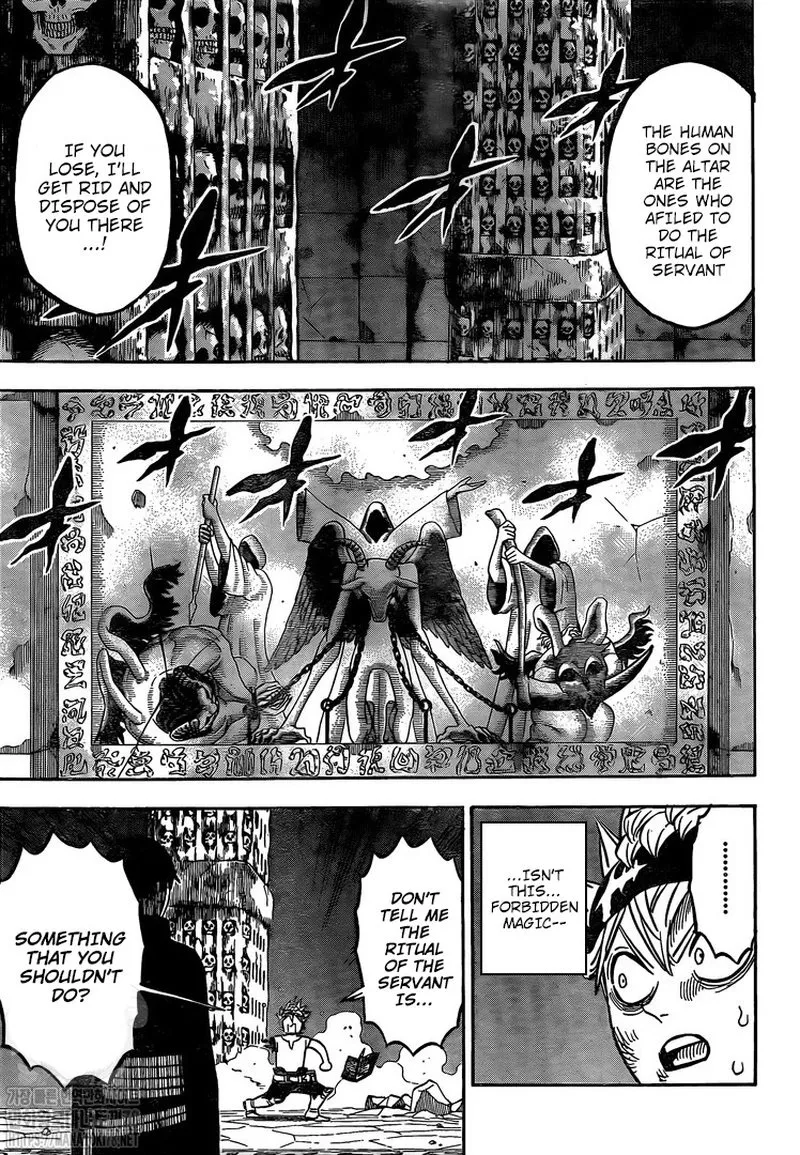 THE HUMAN
BONES ON
THE ALTAR
ARE THE
ONES WHO
AFILED TO
DO THE
RITUAL OF
SERVANT
IF YOU
LOSE, I'LL
GET RID AND
DISPOSE OF
YOU THERE
...!
.........
...ISN'T
THIS...
FORBIDDEN
MAGIC--
DON'T
TELL ME
THE
RITUAL
OF THE
SERVANT
IS...
SOMETHING
THAT YOU
SHOULDN'T
DO?